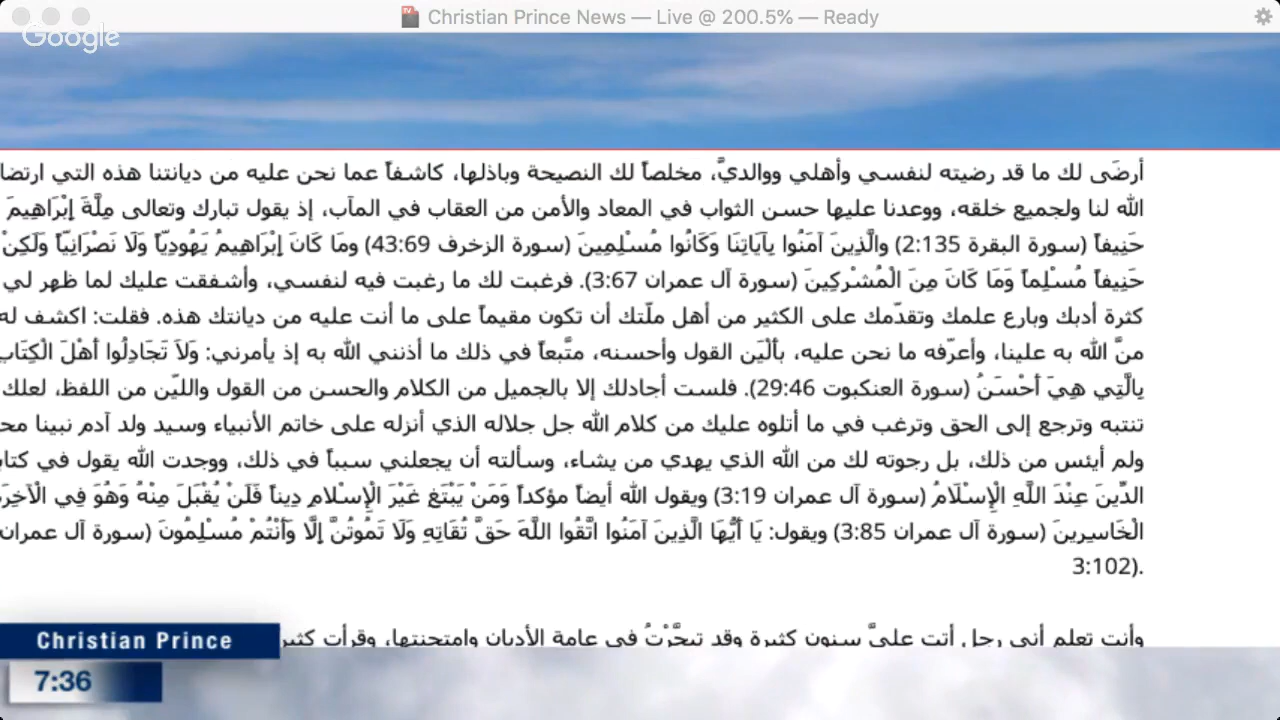 Christian Prince News — Live @ 200.5% — Ready
Google
أرضَى لك ما قد رضيته لنفسي وأهلي ووالديَّ، مخلصاً لك النصيحة وباذلها، كاشفاً عما نحن عليه من ديانتنا هذه التي ارتضا
الله لنا ولجميع خلقه، ووعدنا عليها حسن الثواب في المعاد والأمن من العقاب في المآب، إذ يقول تبارك وتعالى مِلَّةَ إِبْرَاهِيمَ
حَنِيفاً (سورة البقرة 2:135) والَّذِينَ آمَنُوا بِآيَاتِنَا وَكَانُوا مُسْلِمِينَ (سورة الزخرف 43:69) ومَا كَانَ إِبْرَاهِيمُ يَهُودِيّاً وَلَا نَصْرَانِيّاً وَلَكِنْ
حَنِيفاً مُسْلِماً وَمَا كَانَ مِنَ الْمُشْرِكِينَ (سورة آل عمران 3:67). فرغبت لك ما رغبت فيه لنفسي، وأشفقت عليك لما ظهر لي
كثرة أدبك وبارع علمك وتقدّمك على الكثير من أهل ملّتك أن تكون مقيماً على ما أنت عليه من ديانتك هذه. فقلت: اكشف له
منَّ الله به علينا، وأعرّفه ما نحن عليه، بألْيَن القول وأحسنه، متَّبعاً في ذلك ما أذنني الله به إذ يأمرني: وَلاَ تَجَادِلُوا أَهْلَ الْكِتَاب
بِالَّتِي هِيَ أَحْسَنُ (سورة العنكبوت 29:46). فلست أجادلك إلا بالجميل من الكلام والحسن من القول والليّن من اللفظ، لعلك
تنتبه وترجع إلى الحق وترغب في ما أتلوه عليك من كلام الله جل جلاله الذي أنزله على خاتم الأنبياء وسيد ولد آدم نبينا مح
ولم أيئس من ذلك، بل رجوته لك من الله الذي يهدي من يشاء، وسألته أن يجعلني سبباً في ذلك، ووجدت الله يقول في كتا
الدِّينَ عِنْدَ اللَّهِ الْإِسْلَامُ (سورة آل عمران 3:19) ويقول الله أيضاً مؤكداً وَمَنْ يَبْتَغِ غَيْرَ الْإِسْلامِ دِيناً فَلَنْ يُقْبَلَ مِنْهُ وَهُوَ فِي الْآخِرَ
الْخَاسِرِينَ (سورة آل عمران 3:85) ويقول: يَا أَيُّهَا الَّذِينَ آمَنُوا اتَّقُوا اللَّهَ حَقَّ تُقَاتِهِ وَلَا تَمُوتُنَّ إِلَّا وَأَنْتُمْ مُسْلِمُونَ (سورة آل عمران
3:102).
وأنت تعلم أني رجل أتت عليَّ سنون كثيرة وقد تبحَّرْتُ في عامة الأديان وامتحنتها، وقرأت كثير
Christian Prince
7:36